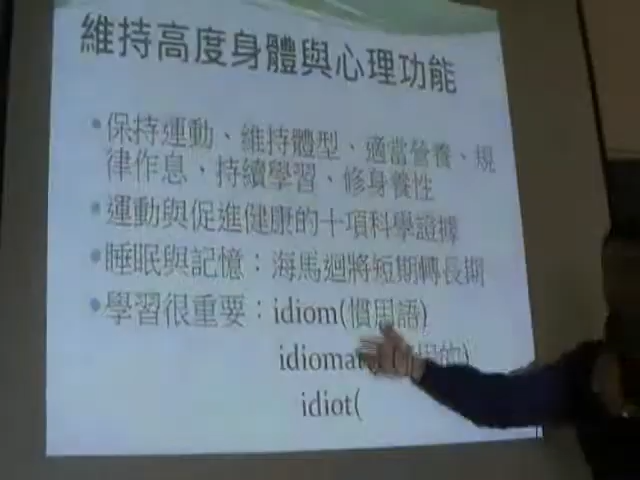 維持高度身體與心理功能
•保持運動、維持體型、適當營養、規
律作息、持續學習、修身養性
•運動與促進健康的十項科學證據
•睡眠與記憶：海馬迴將短期轉長期
•學習很重要：idiom(慣用語)
idiot(